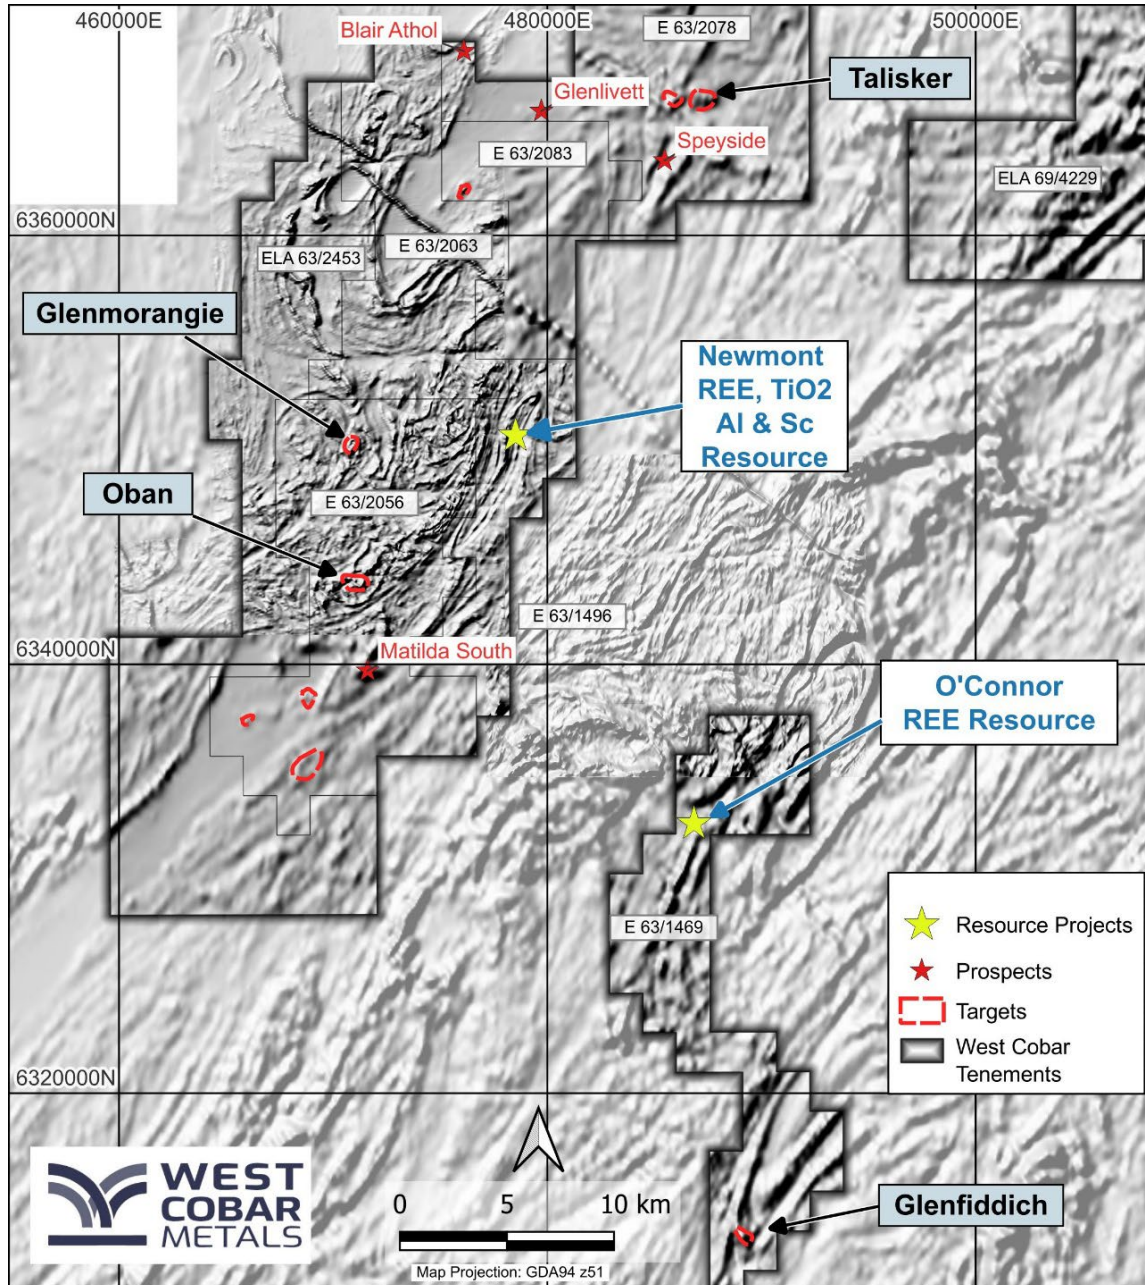 460000E
480000E
500000E
Blair Athol
E 63/2078
Talisker
Glenlivett
Speyside
E 63/2083
ELA 69/4229
6360000N
ELA 63/2453
E 63/2063
Glenmorangie
Newmont
REE, TiO2
Al & Sc
Resource
Oban
E 63/2056
E 63/1496
6340000N
Matilda South
O'Connor
REE Resource
E 63/1469
Resource Projects
Prospects
Targets
West Cobar
Tenements
6320000N
WEST
COBAR
METALS
0 5 10 km
Map Projection: GDA94 z51
Glenfiddich